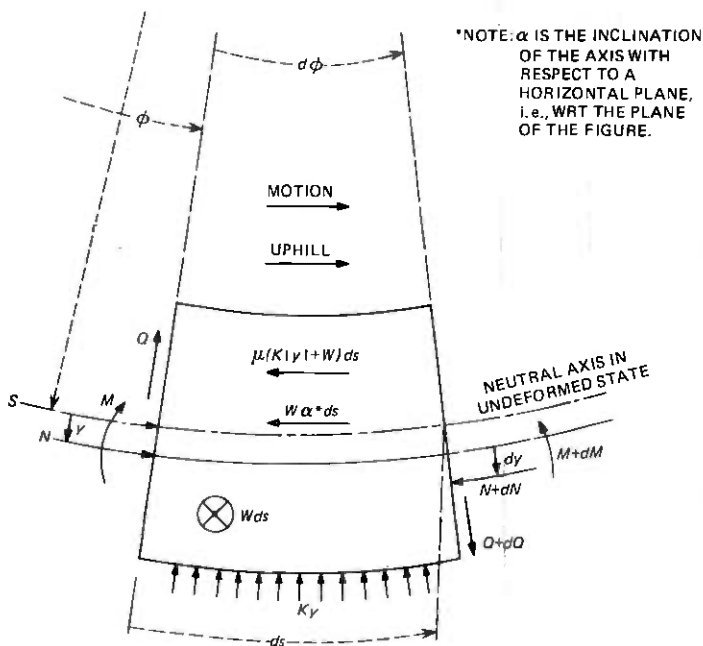 *NOTE: α IS THE INCLINATION
OF THE AXIS WITH
RESPECT TO A
HORIZONTAL PLANE,
i.e., WRT THE PLANE
OF THE FIGURE.
dϕ
ϕ
MOTION
UPHILL
Q
μ(K|y|+W)ds
NEUTRAL AXIS IN
UNDEFORMED STATE
M
S
Wα*ds
y
N
dy
M+dM
N+dN
Wds
Q+dQ
Ky
ds